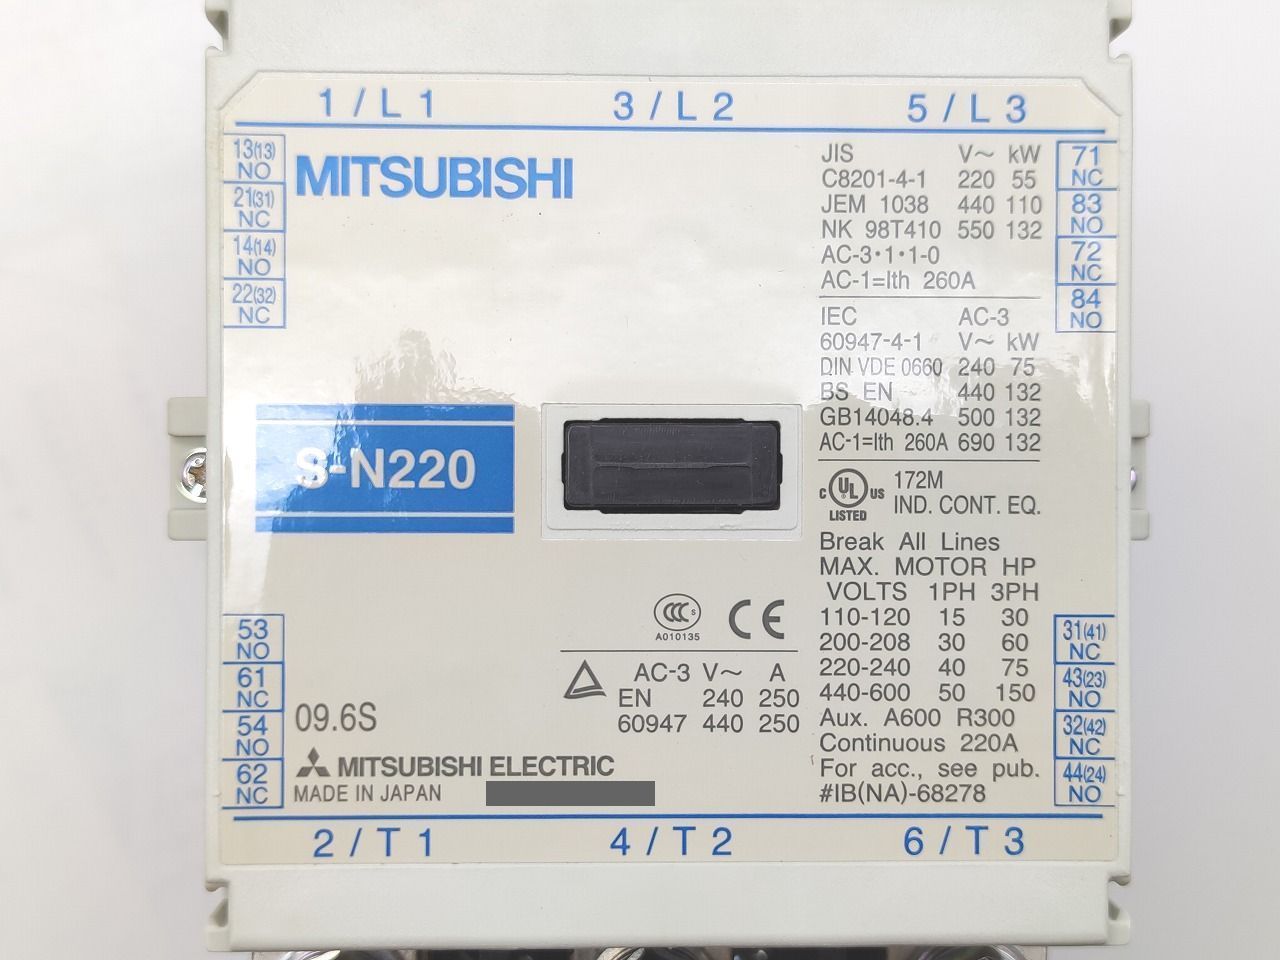 1/L1 3/L2 5/L3
13(13)
NO
21(31)
NC
14(14)
NO
22(32)
NC
MITSUBISHI
JIS V~ kW
C8201-4-1 220 55
JEM 1038 440 110
NK 98T410 550 132
AC-3・1・1-0
AC-1=Ith 260A
71
NC
83
NO
72
NC
84
NO
IEC AC-3
60947-4-1 V~ kW
DIN VDE 0660 240 75
BS EN 440 132
GB14048.4 500 132
AC-1=Ith 260A 690 132
S-N220
C UL US
LISTED
172M
IND. CONT. EQ.
Break All Lines
MAX. MOTOR HP
VOLTS 1PH 3PH
110-120 15 30
200-208 30 60
220-240 40 75
440-600 50 150
Aux. A600 R300
Continuous 220A
For acc., see pub.
#IB(NA)-68278
CCC S
A010135
CE
AC-3 V~ A
EN 240 250
60947 440 250
53
NO
61
NC
54
NO
62
NC
09.6S
MITSUBISHI ELECTRIC
MADE IN JAPAN
31(41)
NC
43(23)
NO
32(42)
NC
44(24)
NO
2/T1 4/T2 6/T3